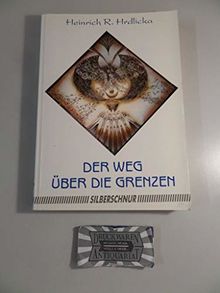 Heinrich R. Hrdlicka
DER WEG
ÜBER DIE GRENZEN
SILBERSCHNUR
DRUCKWAREN
ANTIQUARIAT